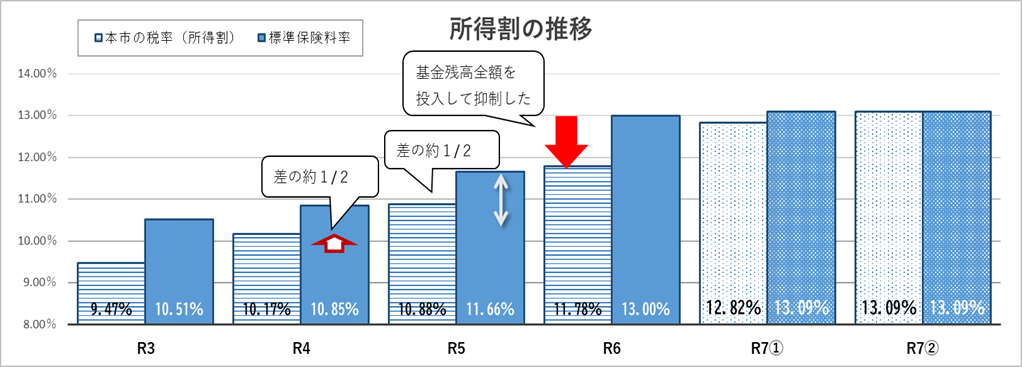 所得割の推移
本市の税率（所得割） 標準保険料率
基金残高全額を
投入して抑制した
差の約１/２
差の約１/２
14.00%
13.00%
12.00%
11.00%
10.00%
9.00%
8.00%
9.47% 10.51% 10.17% 10.85% 10.88% 11.66% 11.78% 13.00% 12.82% 13.09% 13.09% 13.09%
R3 R4 R5 R6 R7① R7②